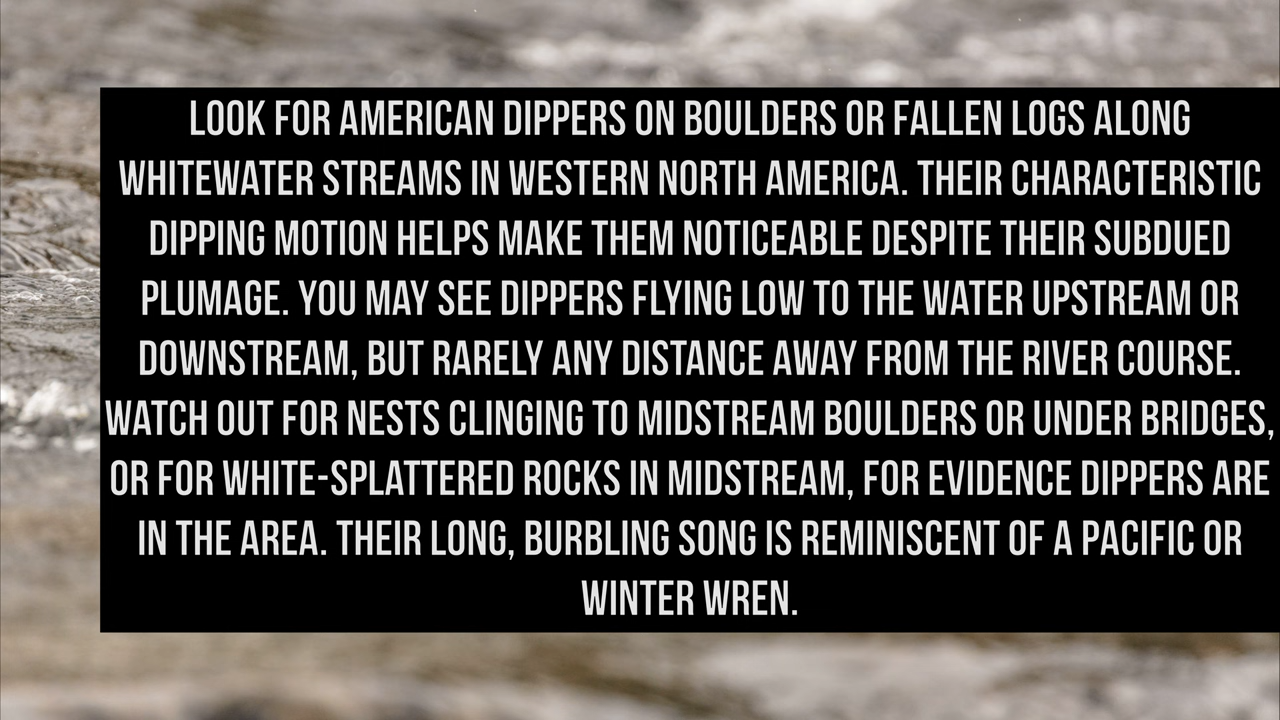 LOOK FOR AMERICAN DIPPERS ON BOULDERS OR FALLEN LOGS ALONG
WHITEWATER STREAMS IN WESTERN NORTH AMERICA. THEIR CHARACTERISTIC
DIPPING MOTION HELPS MAKE THEM NOTICEABLE DESPITE THEIR SUBDUED
PLUMAGE. YOU MAY SEE DIPPERS FLYING LOW TO THE WATER UPSTREAM OR
DOWNSTREAM, BUT RARELY ANY DISTANCE AWAY FROM THE RIVER COURSE.
WATCH OUT FOR NESTS CLINGING TO MIDSTREAM BOULDERS OR UNDER BRIDGES,
OR FOR WHITE-SPLATTERED ROCKS IN MIDSTREAM, FOR EVIDENCE DIPPERS ARE
IN THE AREA. THEIR LONG, BURBLING SONG IS REMINISCENT OF A PACIFIC OR
WINTER WREN.